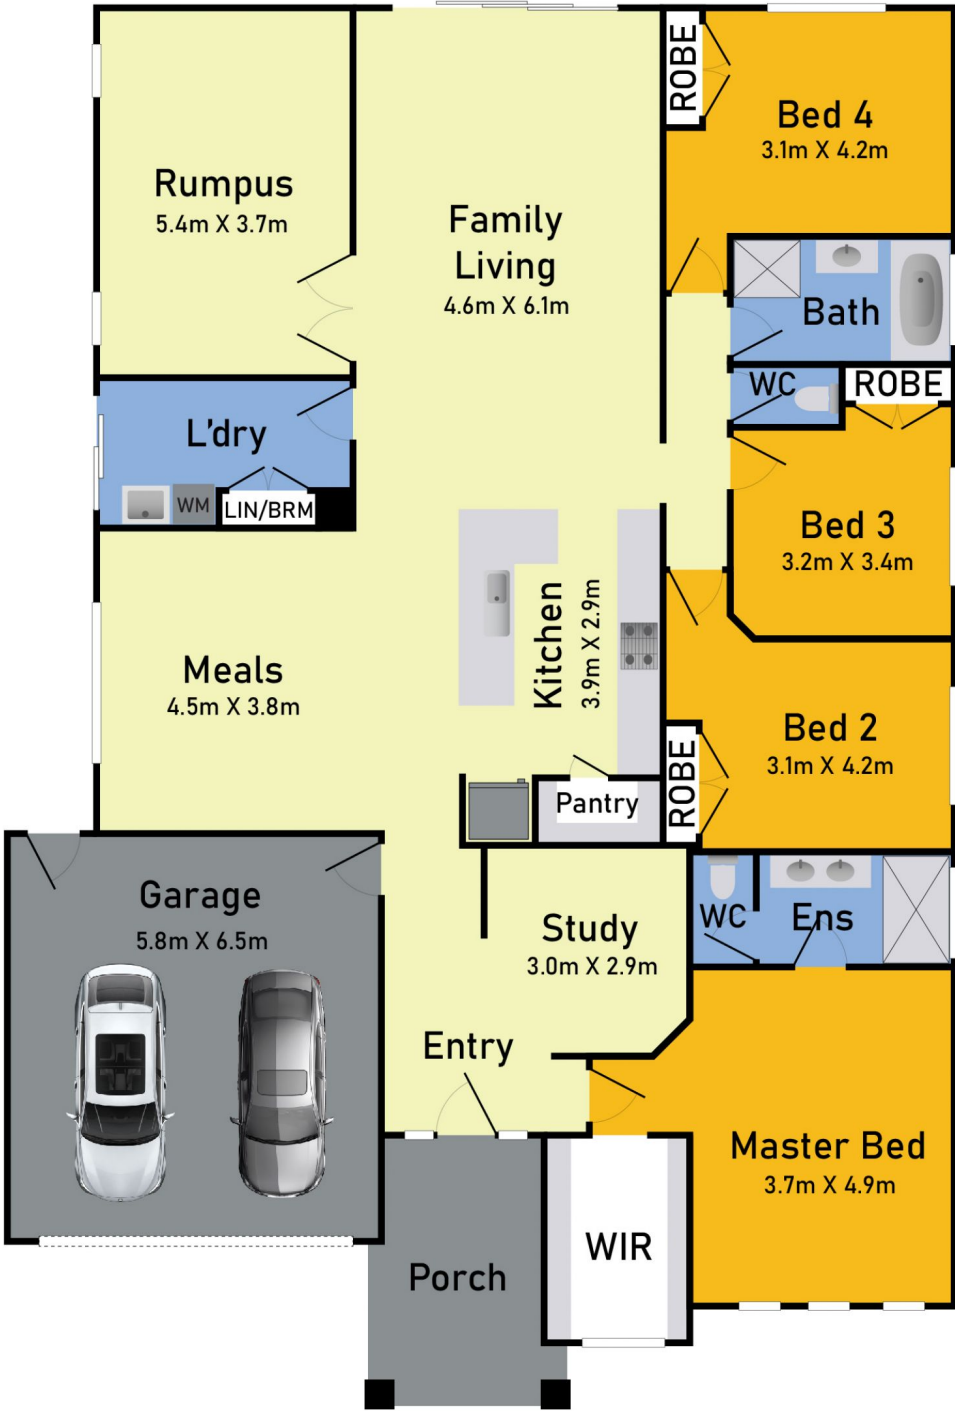 ROBE
Bed 4
3.1m X 4.2m
Rumpus
5.4m X 3.7m
Family
Living
4.6m X 6.1m
Bath
WC
ROBE
L'dry
WM
LIN/BRM
Bed 3
3.2m X 3.4m
Kitchen
3.9m X 2.9m
Meals
4.5m X 3.8m
Bed 2
3.1m X 4.2m
ROBE
Pantry
Garage
5.8m X 6.5m
Study
3.0m X 2.9m
WC
Ens
Entry
Master Bed
3.7m X 4.9m
WIR
Porch